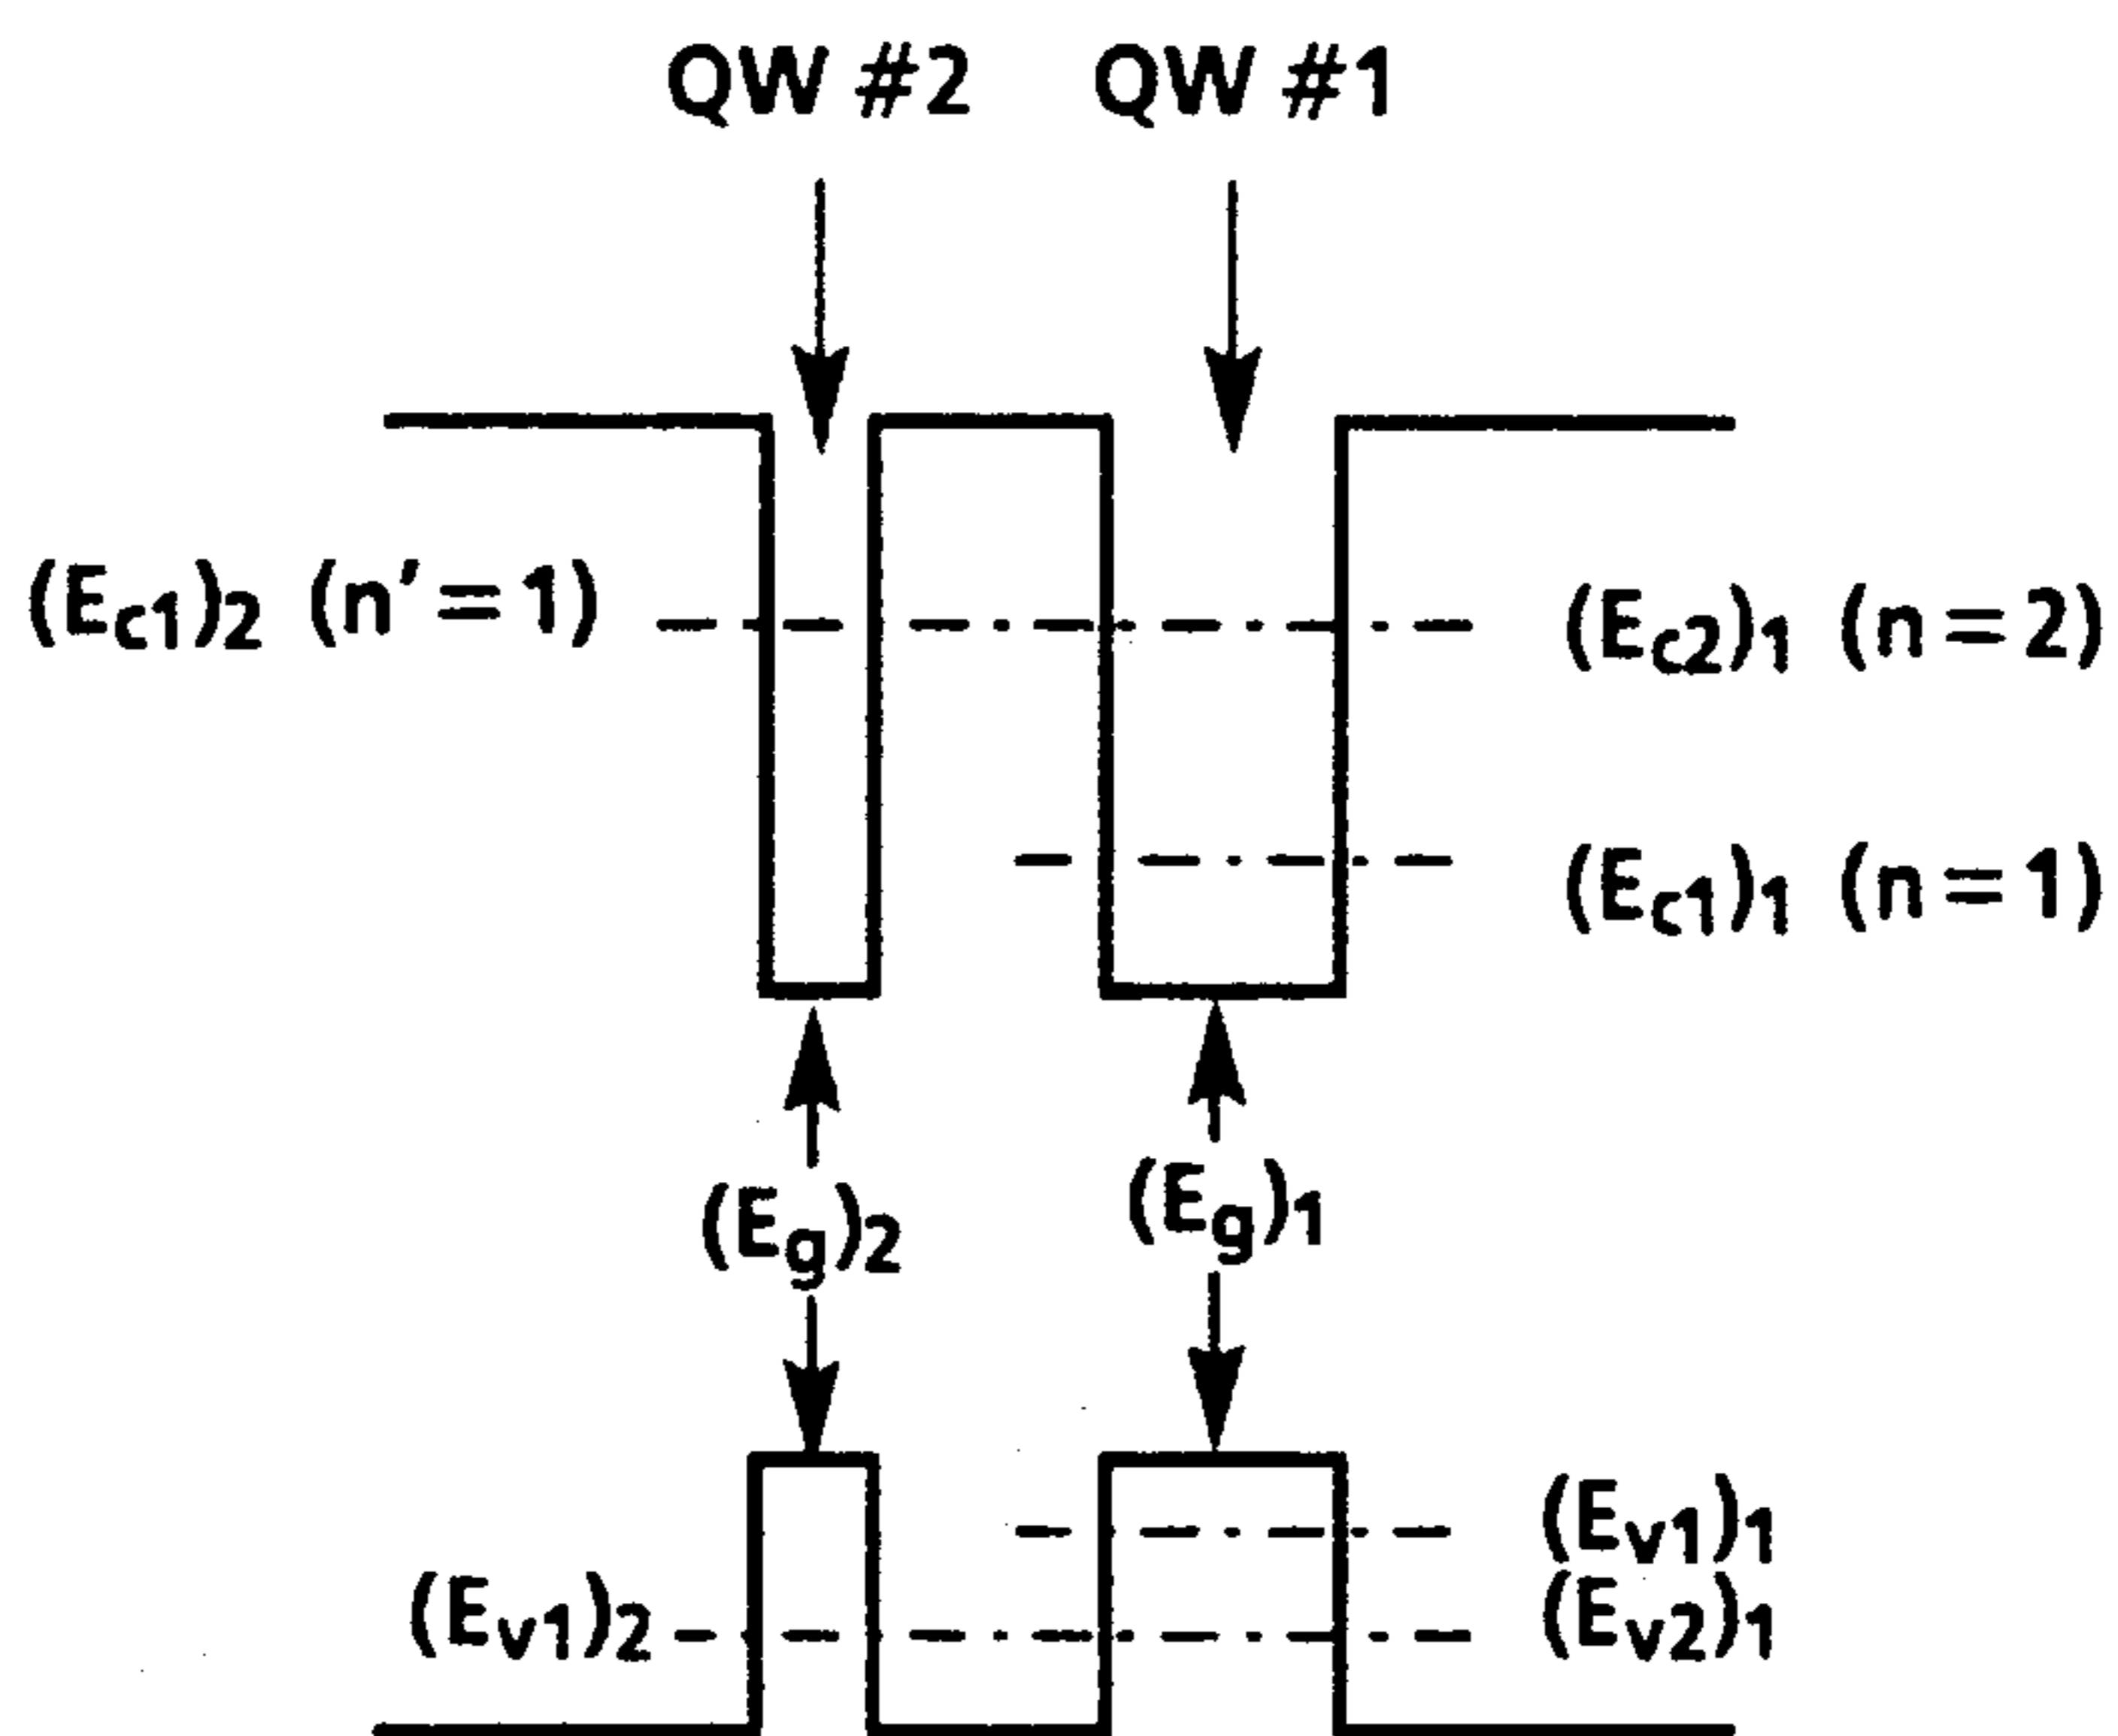 QW #2 QW #1
(Ec1)2 (n′ = 1) (Ec2)1 (n = 2)
(Ec1)1 (n = 1)
(Eg)2 (Eg)1
(Ev1)1
(Ev1)2 (Ev2)1